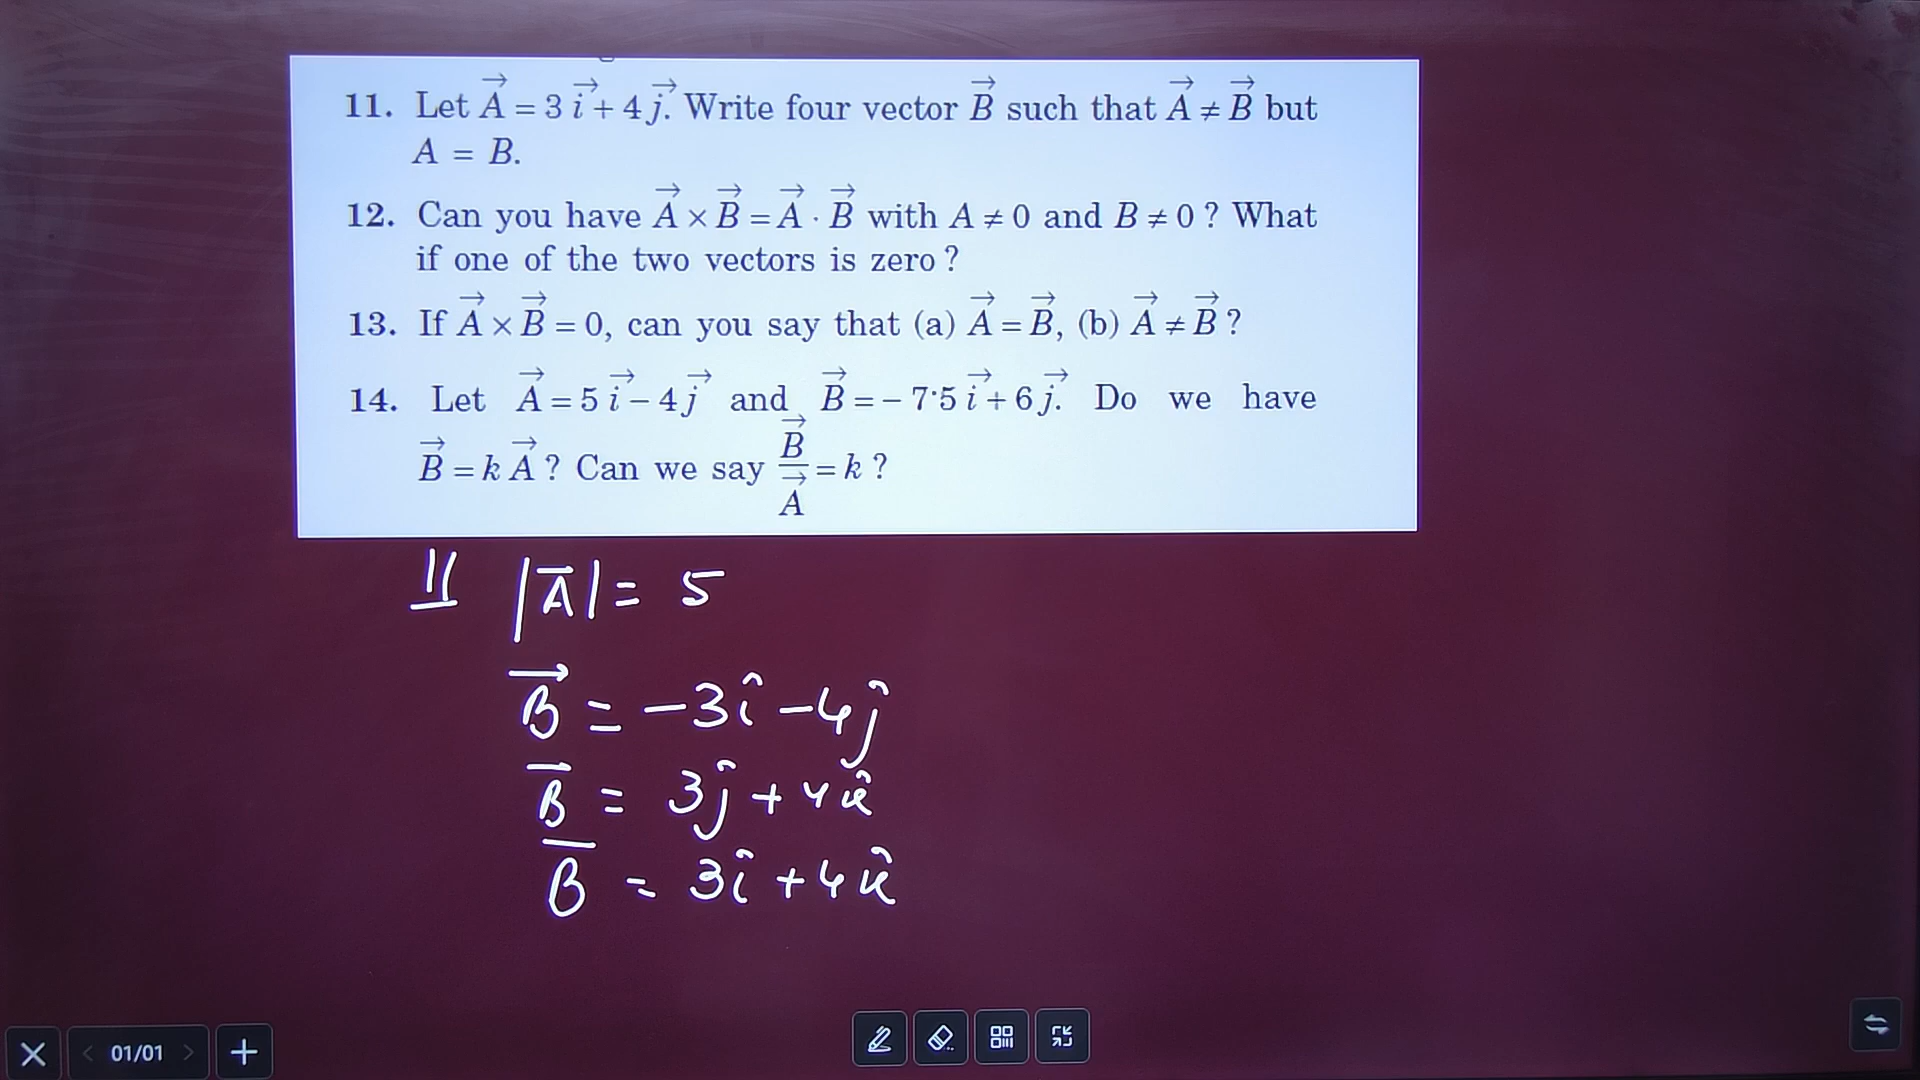 11. Let A⃗ = 3 i⃗ + 4 j⃗. Write four vector B⃗ such that A⃗ ≠ B⃗ but
A = B.
12. Can you have A⃗ × B⃗ = A⃗ · B⃗ with A ≠ 0 and B ≠ 0 ? What
if one of the two vectors is zero ?
13. If A⃗ × B⃗ = 0, can you say that (a) A⃗ = B⃗, (b) A⃗ ≠ B⃗ ?
14. Let A⃗ = 5 i⃗ − 4 j⃗ and B⃗ = − 7·5 i⃗ + 6 j⃗. Do we have
B⃗ = k A⃗ ? Can we say B⃗/A⃗ = k ?
11 |A̅| = 5
B⃗ = −3î −4ĵ
B̅ = 3ĵ + 4k̂
B̅ = 3î + 4k̂
01/01